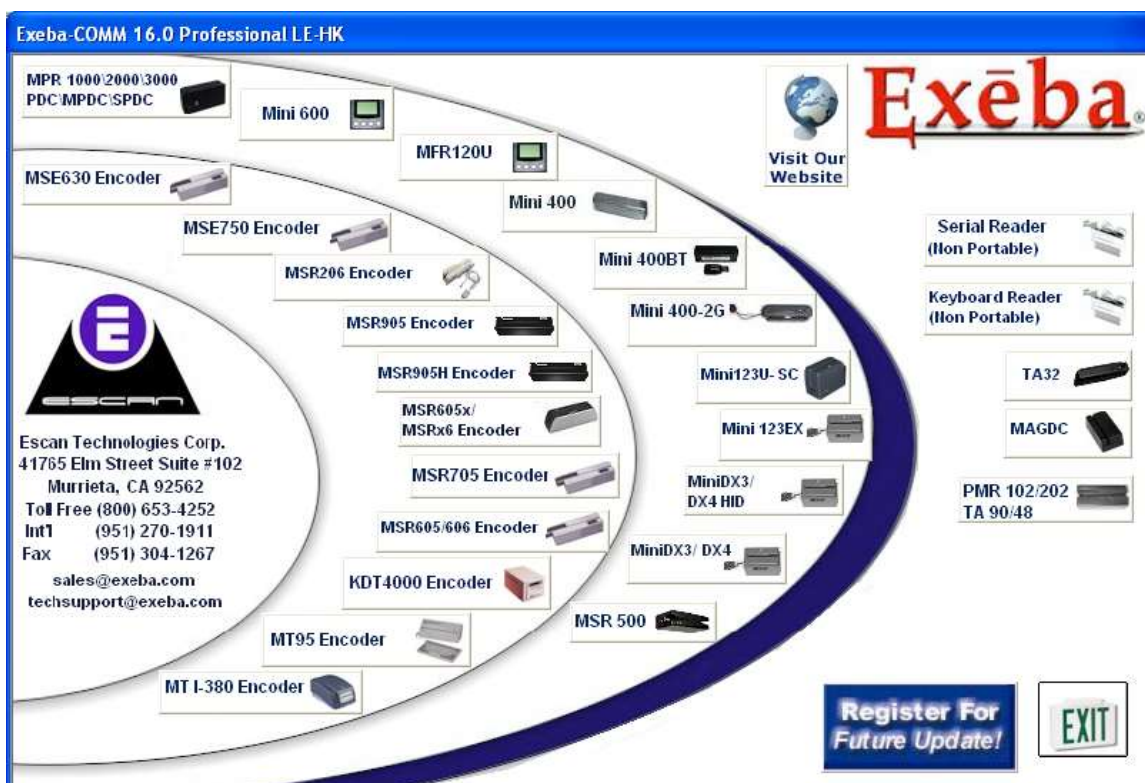 Exeba-COMM 16.0 Professional LE-HK
MPR 1000\2000\3000
PDC\MPDC\SPDC
Mini 600
MFR120U
Mini 400
Mini 400BT
Mini 400-2G
Mini123U- SC
Mini 123EX
MiniDX3/
DX4 HID
MiniDX3/ DX4
MSR 500
MSE630 Encoder
MSE750 Encoder
MSR206 Encoder
MSR905 Encoder
MSR905H Encoder
MSR605x/
MSRx6 Encoder
MSR705 Encoder
MSR605/606 Encoder
KDT4000 Encoder
MT95 Encoder
MT I-380 Encoder
ESCAN
Escan Technologies Corp.
41765 Elm Street Suite #102
Murrieta, CA 92562
Toll Free (800) 653-4252
Int'l (951) 270-1911
Fax (951) 304-1267
sales@exeba.com
techsupport@exeba.com
Visit Our
Website
Exēba®
Serial Reader
(Non Portable)
Keyboard Reader
(Non Portable)
TA32
MAGDC
PMR 102/202
TA 90/48
Register For
Future Update!
EXIT